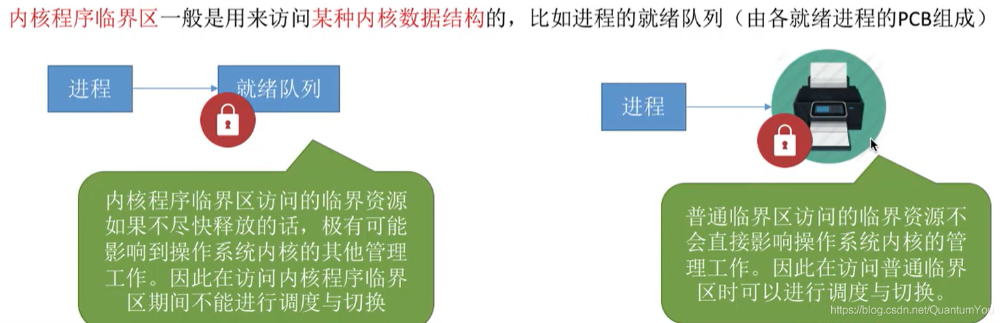 内核程序临界区一般是用来访问某种内核数据结构的，比如进程的就绪队列（由各就绪进程的PCB组成）
进程
就绪队列
内核程序临界区访问的临界资源
如果不尽快释放的话，极有可能
影响到操作系统内核的其他管理
工作。因此在访问内核程序临界
区期间不能进行调度与切换
进程
普通临界区访问的临界资源不
会直接影响操作系统内核的管
理工作。因此在访问普通临界
区时可以进行调度与切换。
https://blog.csdn.net/QuantumYou